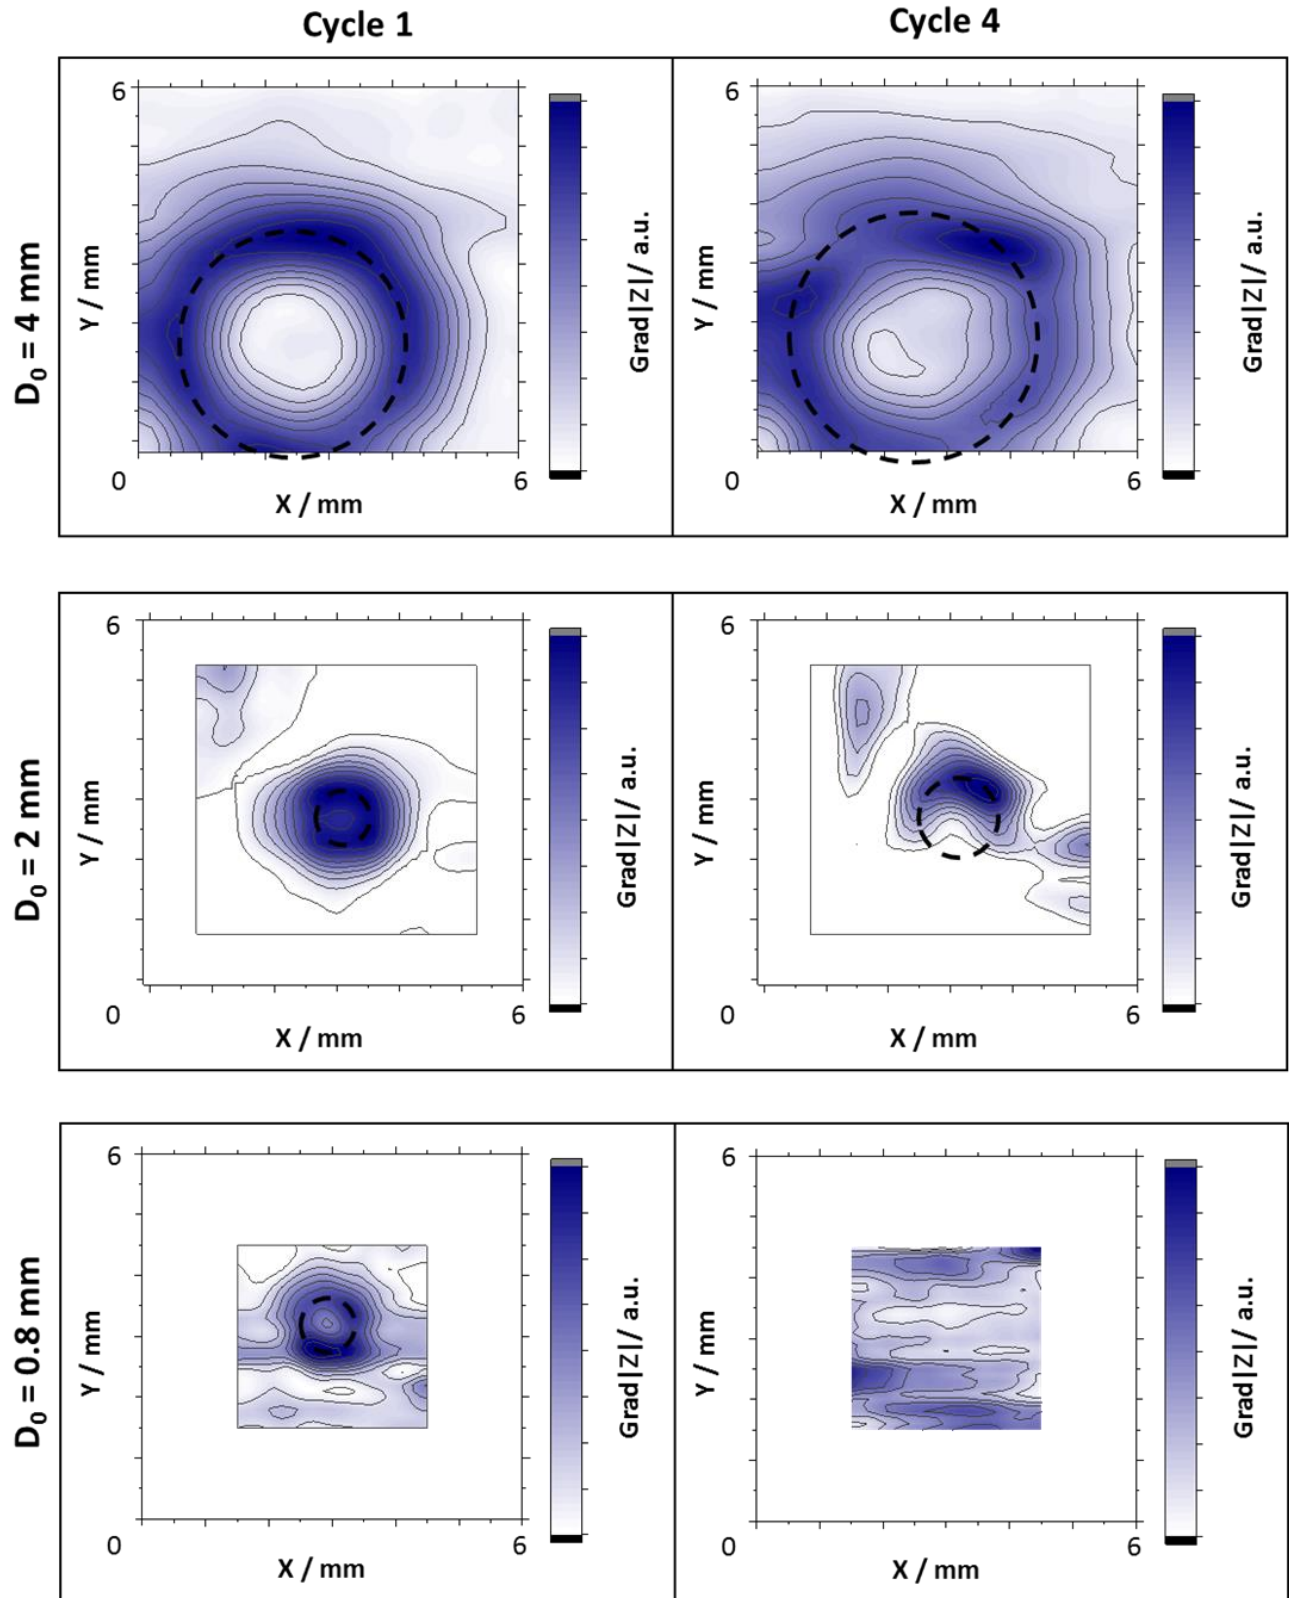 Cycle 1
Cycle 4
D₀ = 4 mm
6
Y / mm
0
X / mm
6
Grad|Z|/ a.u.
6
Y / mm
0
X / mm
6
Grad|Z|/ a.u.
D₀ = 2 mm
6
Y / mm
0
X / mm
6
Grad|Z|/ a.u.
6
Y / mm
0
X / mm
6
Grad|Z|/ a.u.
D₀ = 0.8 mm
6
Y / mm
0
X / mm
6
Grad|Z|/ a.u.
6
Y / mm
0
X / mm
6
Grad|Z|/ a.u.